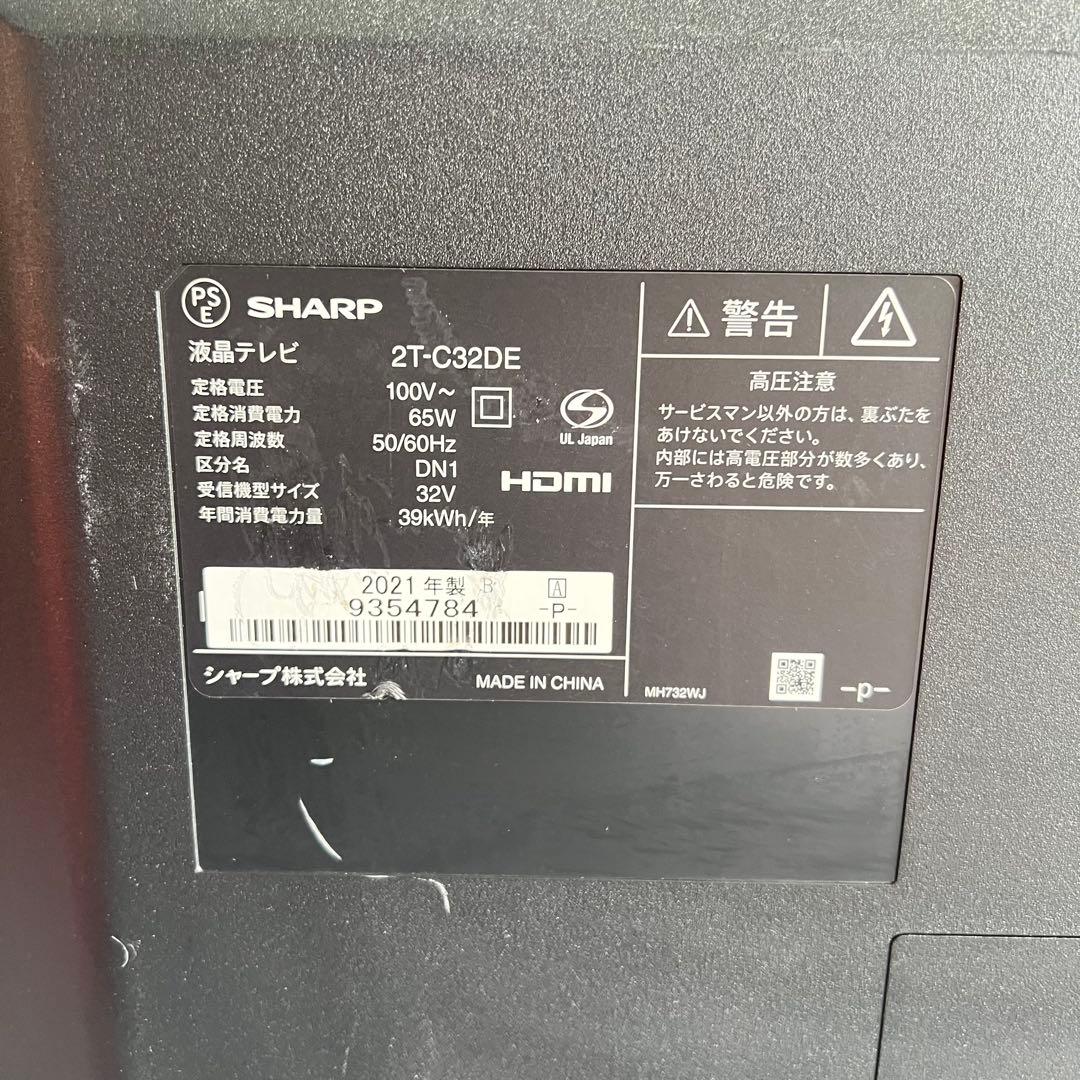 PSE SHARP
液晶テレビ 2T-C32DE
定格電圧 100V~
定格消費電力 65W
定格周波数 50/60Hz
区分名 DN1
受信機型サイズ 32V
年間消費電力量 39kWh/年
UL Japan
HDMI
2021年製 B A
9354784 -P-
シャープ株式会社 MADE IN CHINA
警告
高圧注意
サービスマン以外の方は、裏ぶたを
あけないでください。
内部には高電圧部分が数多くあり、
万一さわると危険です。
MH732WJ -p-